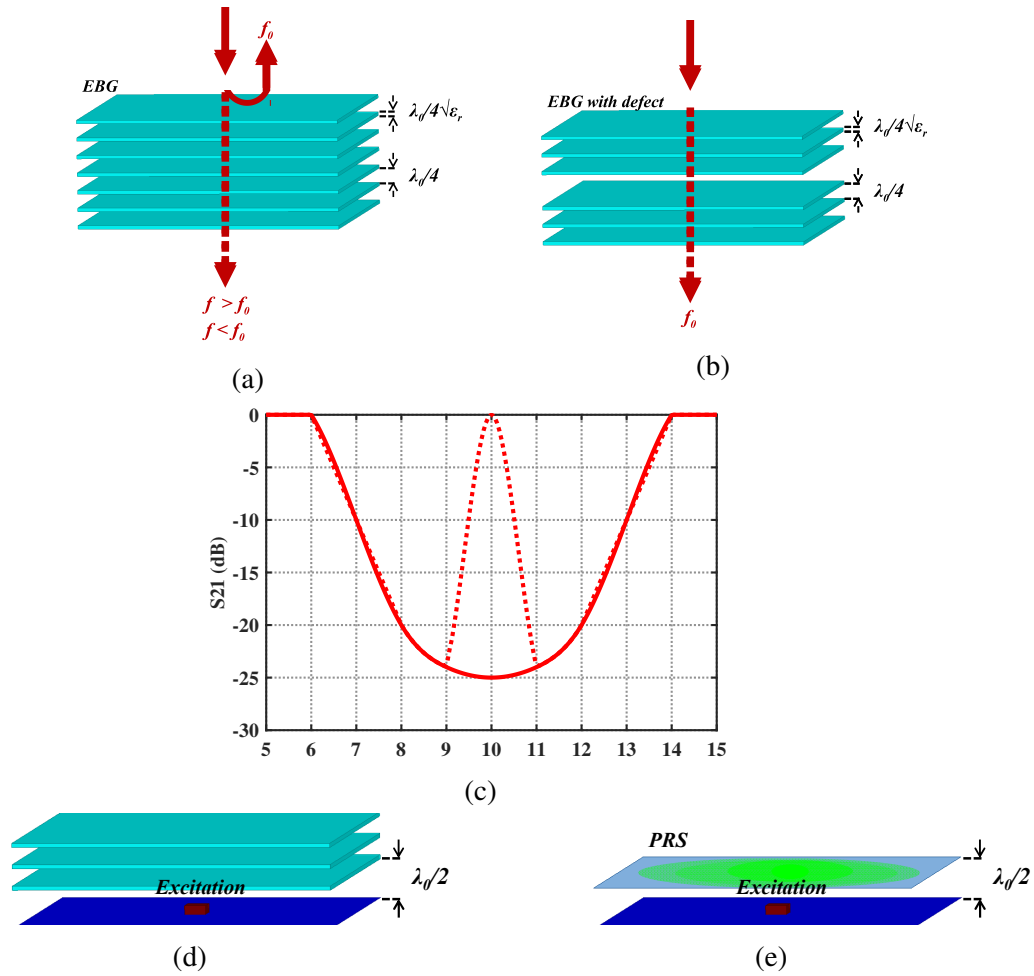 f₀
EBG
λ₀/4√εᵣ
λ₀/4
f > f₀
f < f₀
(a)
EBG with defect
λ₀/4√εᵣ
λ₀/4
f₀
(b)
S21 (dB)
0
-5
-10
-15
-20
-25
-30
5 6 7 8 9 10 11 12 13 14 15
(c)
Excitation
λ₀/2
(d)
PRS
Excitation
λ₀/2
(e)